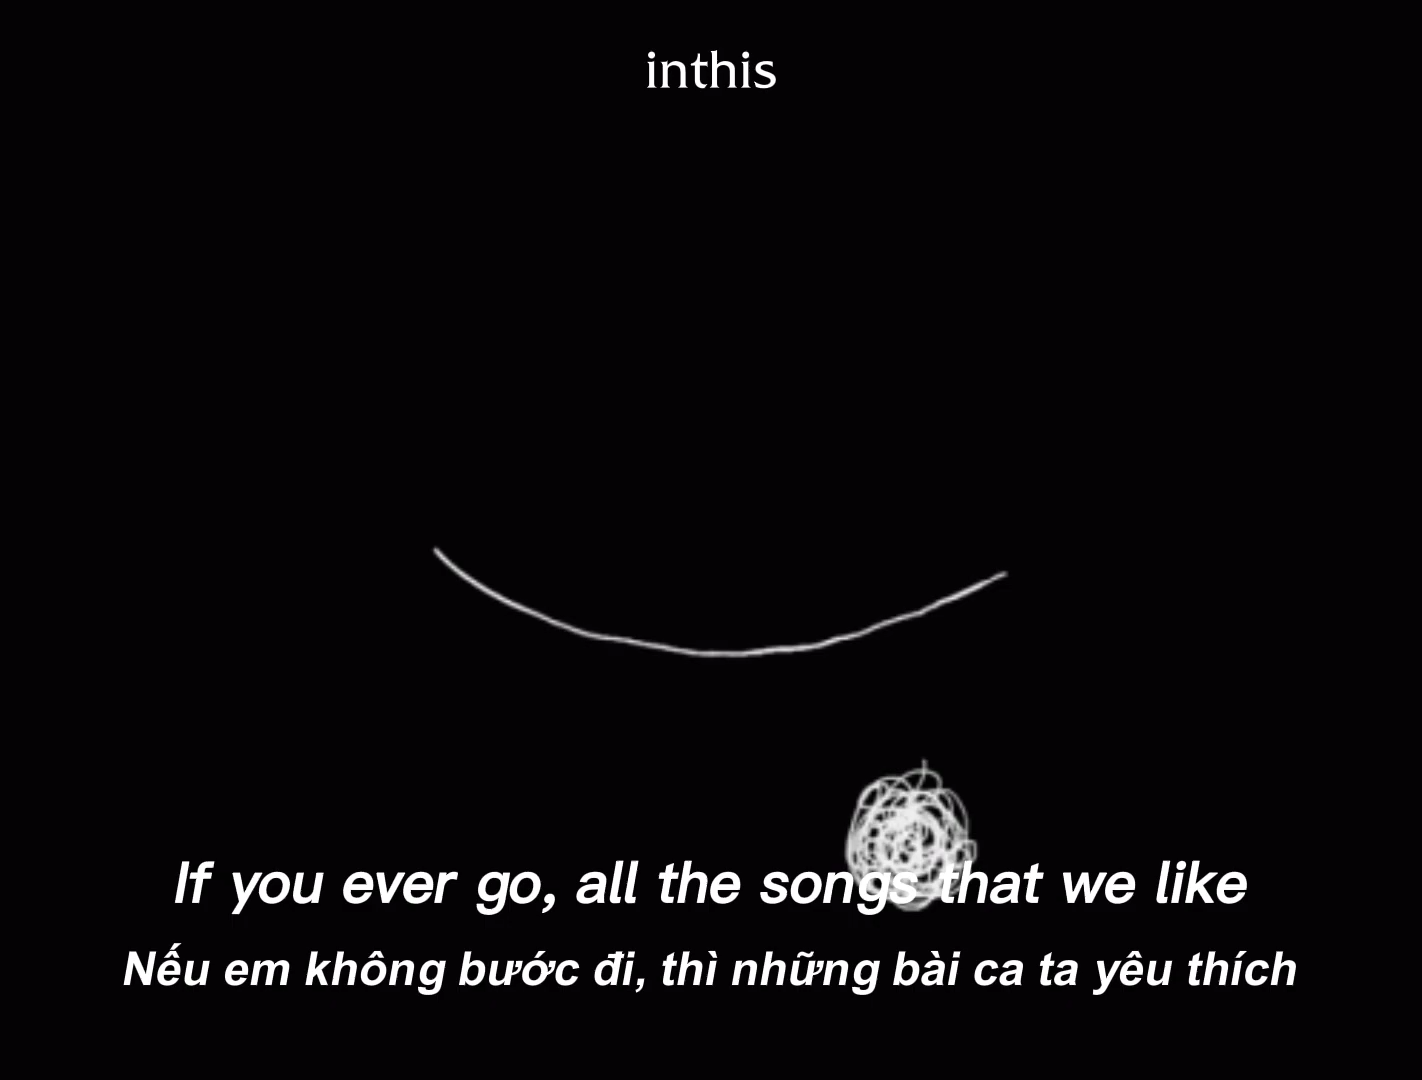 inthis
If you ever go, all the songs that we like
Nếu em không bước đi, thì những bài ca ta yêu thích